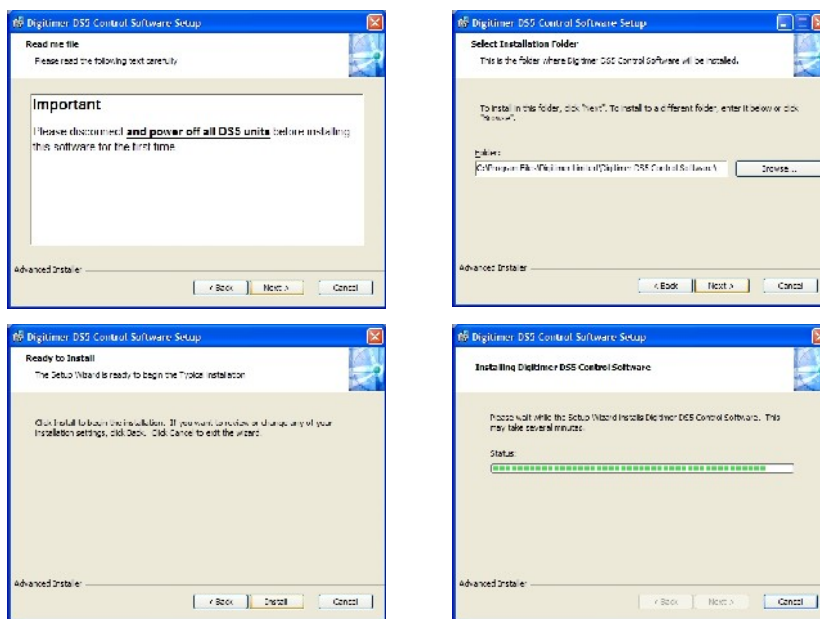 Digitimer DS5 Control Software Setup
Read me file
Please read the following text carefully
Important
Please disconnect and power off all DS5 units before installing
this software for the first time
Advanced Installer
< Back
Next >
Cancel
Digitimer DS5 Control Software Setup
Select Installation Folder
This is the folder where Digitimer DS5 Control Software will be installed.
To install in this folder, click "Next". To install to a different folder, enter it below or click
"Browse".
Folder:
C:\Program Files\Digitimer Limited\Digitimer DS5 Control Software\
Browse...
Advanced Installer
< Back
Next >
Cancel
Digitimer DS5 Control Software Setup
Ready to Install
The Setup Wizard is ready to begin the Typical installation
Click Install to begin the installation. If you want to review or change any of your
installation settings, click Back. Click Cancel to exit the wizard.
Advanced Installer
< Back
Install
Cancel
Digitimer DS5 Control Software Setup
Installing Digitimer DS5 Control Software
Please wait while the Setup Wizard installs Digitimer DS5 Control Software. This
may take several minutes.
Status:
Advanced Installer
< Back
Next >
Cancel